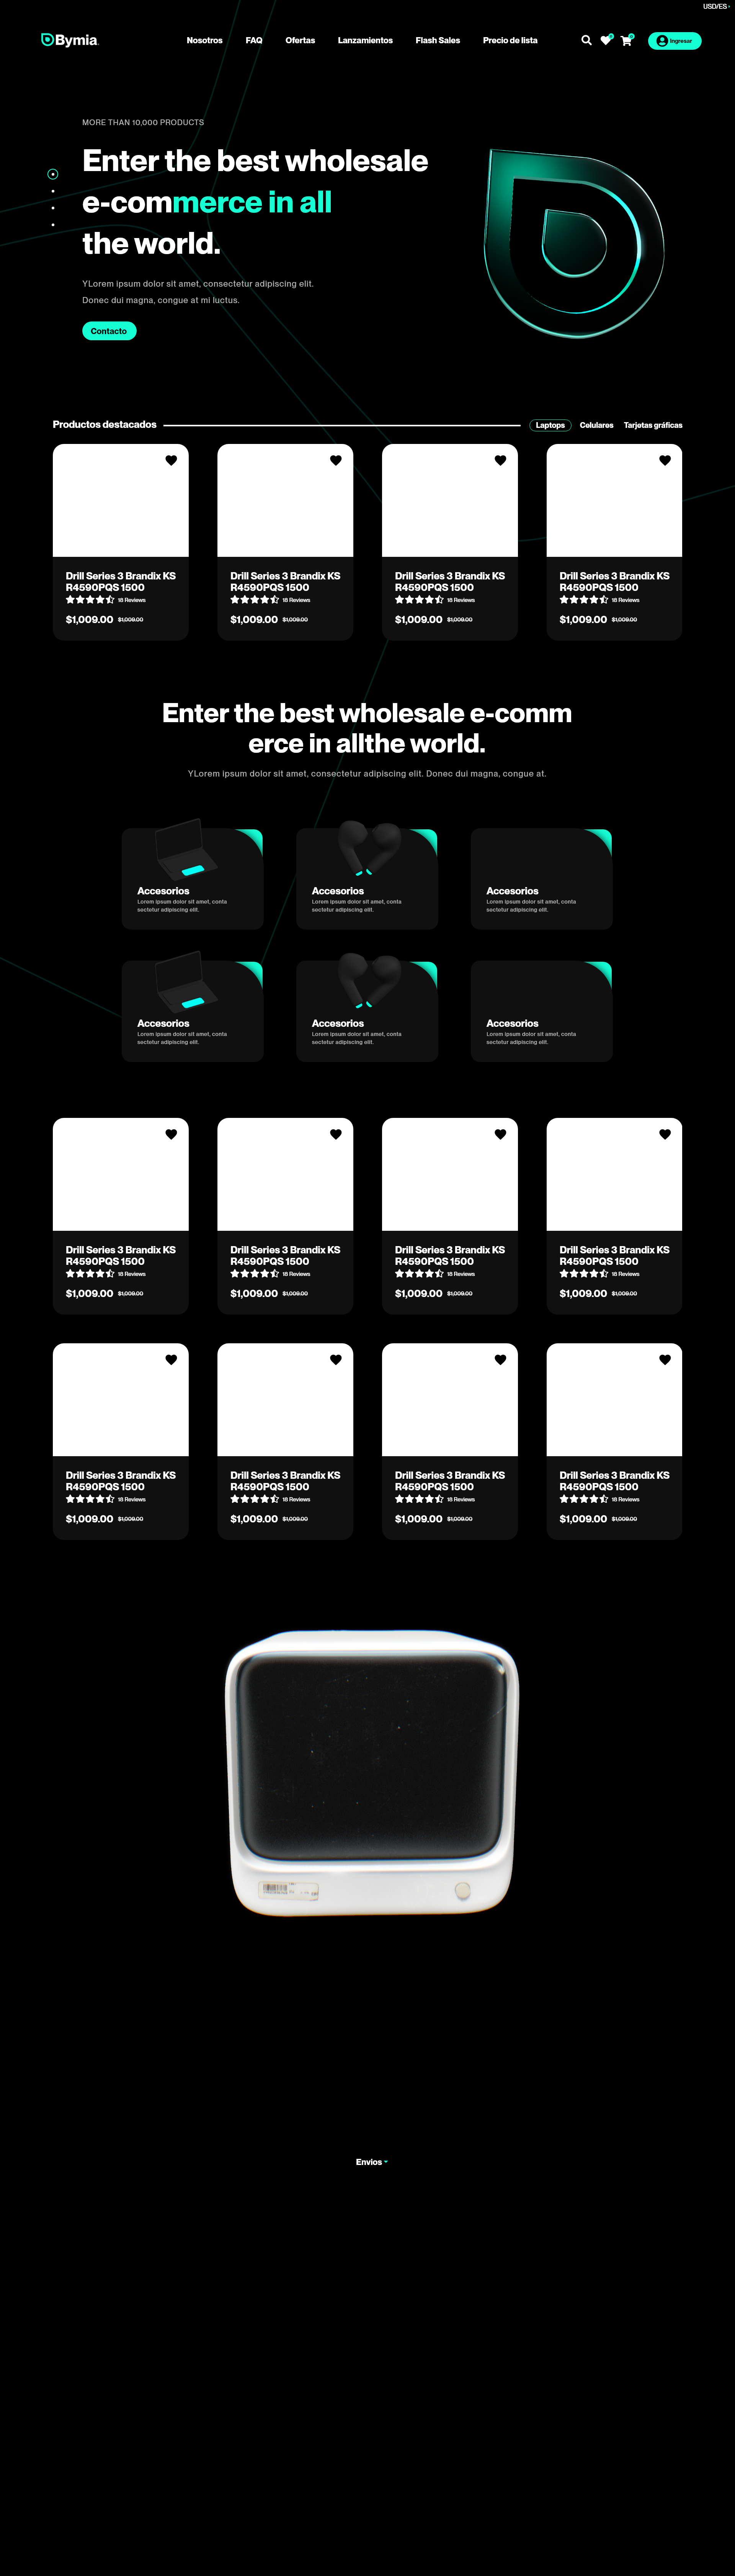 USD/ES
Bymia.
Nosotros
FAQ
Ofertas
Lanzamientos
Flash Sales
Precio de lista
Ingresar
MORE THAN 10,000 PRODUCTS
Enter the best wholesale
e-commerce in all
the world.
YLorem ipsum dolor sit amet, consectetur adipiscing elit.
Donec dui magna, congue at mi luctus.
Contacto
Productos destacados
Laptops
Celulares
Tarjetas gráficas
Drill Series 3 Brandix KS
R4590PQS 1500
18 Reviews
$1,009.00 $1,009.00
Drill Series 3 Brandix KS
R4590PQS 1500
18 Reviews
$1,009.00 $1,009.00
Drill Series 3 Brandix KS
R4590PQS 1500
18 Reviews
$1,009.00 $1,009.00
Drill Series 3 Brandix KS
R4590PQS 1500
18 Reviews
$1,009.00 $1,009.00
Enter the best wholesale e-comm
erce in allthe world.
YLorem ipsum dolor sit amet, consectetur adipiscing elit. Donec dui magna, congue at.
Accesorios
Lorem ipsum dolor sit amet, conta
sectetur adipiscing elit.
Accesorios
Lorem ipsum dolor sit amet, conta
sectetur adipiscing elit.
Accesorios
Lorem ipsum dolor sit amet, conta
sectetur adipiscing elit.
Accesorios
Lorem ipsum dolor sit amet, conta
sectetur adipiscing elit.
Accesorios
Lorem ipsum dolor sit amet, conta
sectetur adipiscing elit.
Accesorios
Lorem ipsum dolor sit amet, conta
sectetur adipiscing elit.
Drill Series 3 Brandix KS
R4590PQS 1500
18 Reviews
$1,009.00 $1,009.00
Drill Series 3 Brandix KS
R4590PQS 1500
18 Reviews
$1,009.00 $1,009.00
Drill Series 3 Brandix KS
R4590PQS 1500
18 Reviews
$1,009.00 $1,009.00
Drill Series 3 Brandix KS
R4590PQS 1500
18 Reviews
$1,009.00 $1,009.00
Drill Series 3 Brandix KS
R4590PQS 1500
18 Reviews
$1,009.00 $1,009.00
Drill Series 3 Brandix KS
R4590PQS 1500
18 Reviews
$1,009.00 $1,009.00
Drill Series 3 Brandix KS
R4590PQS 1500
18 Reviews
$1,009.00 $1,009.00
Drill Series 3 Brandix KS
R4590PQS 1500
18 Reviews
$1,009.00 $1,009.00
Envios